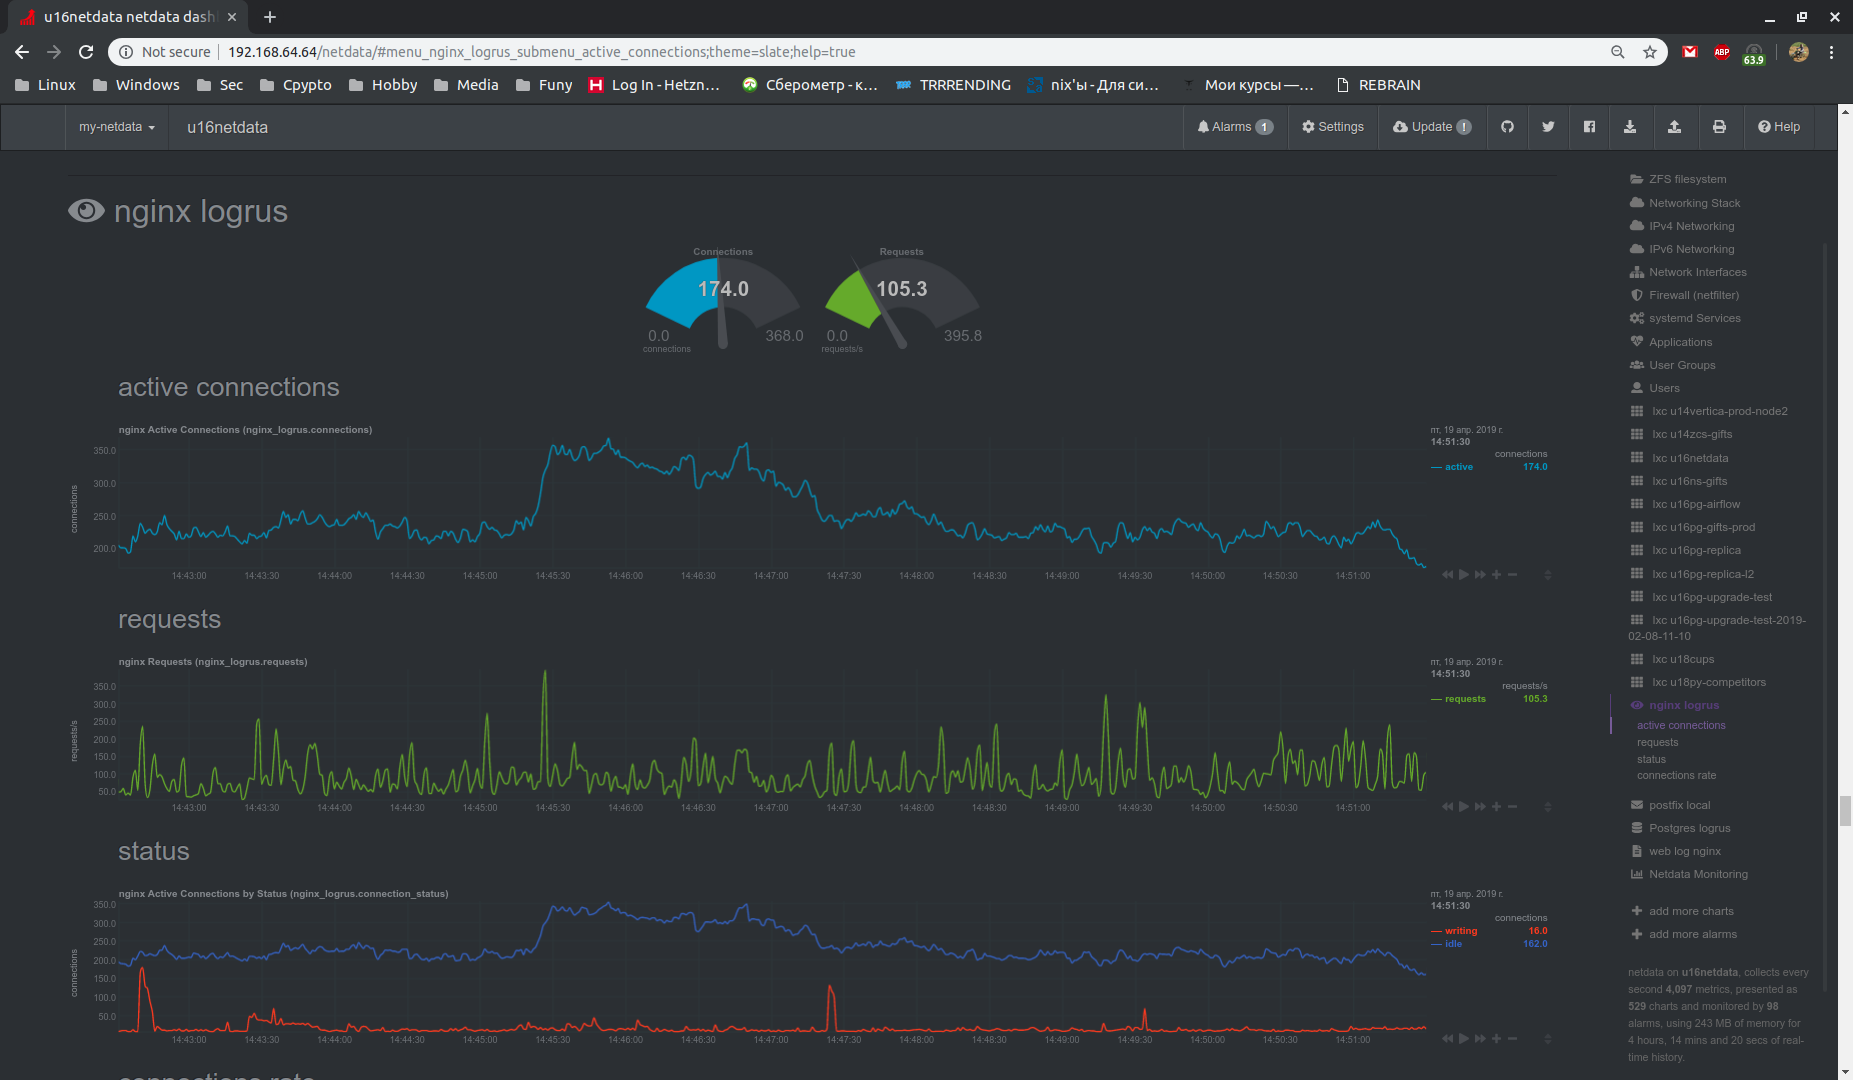 u16netdata netdata dash
Not secure 192.168.64.64/netdata/#menu_nginx_logrus_submenu_active_connections;theme=slate;help=true
ABP
63.9
Linux Windows Sec Cpypto Hobby Media Funy Log In - Hetzn… Сберометр - к… TRRRENDING nix'ы - Для си… Мои курсы —… REBRAIN
my-netdata u16netdata Alarms 1 Settings Update ! Help
nginx logrus
Connections
174.0
0.0 368.0
connections
Requests
105.3
0.0 395.8
requests/s
active connections
nginx Active Connections (nginx_logrus.connections)
connections
350.0
300.0
250.0
200.0
14:43:00 14:43:30 14:44:00 14:44:30 14:45:00 14:45:30 14:46:00 14:46:30 14:47:00 14:47:30 14:48:00 14:48:30 14:49:00 14:49:30 14:50:00 14:50:30 14:51:00
пт, 19 апр. 2019 г.
14:51:30
connections
active 174.0
requests
nginx Requests (nginx_logrus.requests)
requests/s
350.0
300.0
250.0
200.0
150.0
100.0
50.0
14:43:00 14:43:30 14:44:00 14:44:30 14:45:00 14:45:30 14:46:00 14:46:30 14:47:00 14:47:30 14:48:00 14:48:30 14:49:00 14:49:30 14:50:00 14:50:30 14:51:00
пт, 19 апр. 2019 г.
14:51:30
requests/s
requests 105.3
status
nginx Active Connections by Status (nginx_logrus.connection_status)
connections
350.0
300.0
250.0
200.0
150.0
100.0
50.0
14:43:00 14:43:30 14:44:00 14:44:30 14:45:00 14:45:30 14:46:00 14:46:30 14:47:00 14:47:30 14:48:00 14:48:30 14:49:00 14:49:30 14:50:00 14:50:30 14:51:00
пт, 19 апр. 2019 г.
14:51:30
connections
writing 16.0
idle 162.0
connections rate
ZFS filesystem
Networking Stack
IPv4 Networking
IPv6 Networking
Network Interfaces
Firewall (netfilter)
systemd Services
Applications
User Groups
Users
lxc u14vertica-prod-node2
lxc u14zcs-gifts
lxc u16netdata
lxc u16ns-gifts
lxc u16pg-airflow
lxc u16pg-gifts-prod
lxc u16pg-replica
lxc u16pg-replica-l2
lxc u16pg-upgrade-test
lxc u16pg-upgrade-test-2019-
02-08-11-10
lxc u18cups
lxc u18py-competitors
nginx logrus
active connections
requests
status
connections rate
postfix local
Postgres logrus
web log nginx
Netdata Monitoring
add more charts
add more alarms
netdata on u16netdata, collects every
second 4,097 metrics, presented as
529 charts and monitored by 98
alarms, using 243 MB of memory for
4 hours, 14 mins and 20 secs of real-
time history.